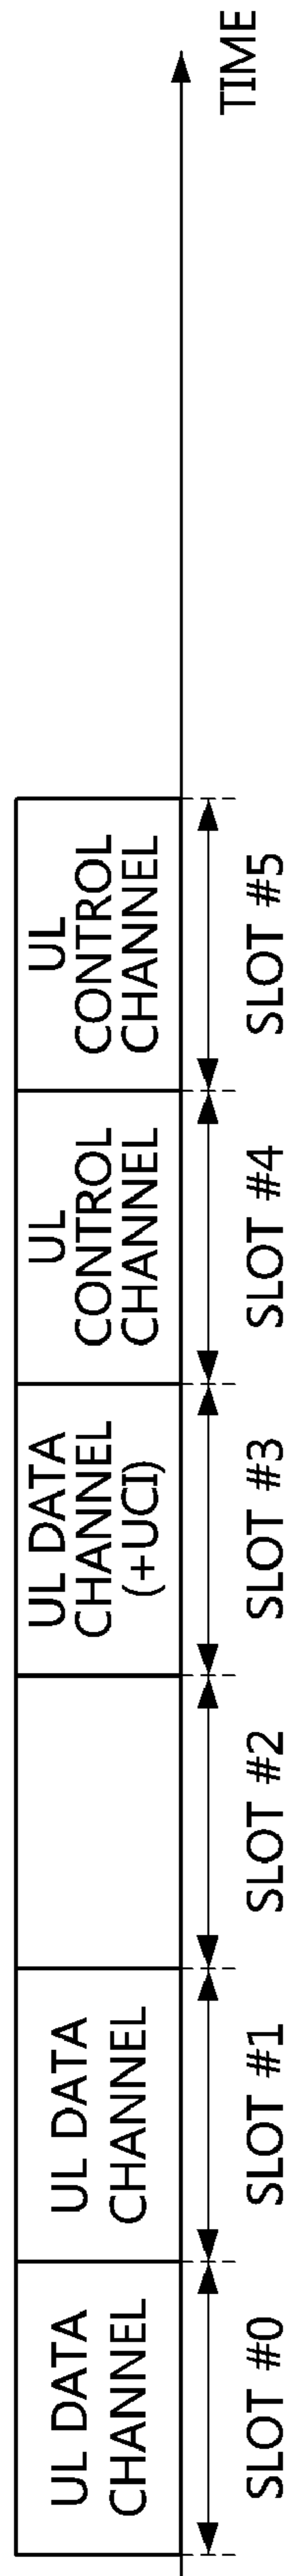 UL DATA
CHANNEL
UL DATA
CHANNEL
UL DATA
CHANNEL
(+UCI)
UL
CONTROL
CHANNEL
UL
CONTROL
CHANNEL
SLOT #0
SLOT #1
SLOT #2
SLOT #3
SLOT #4
SLOT #5
TIME